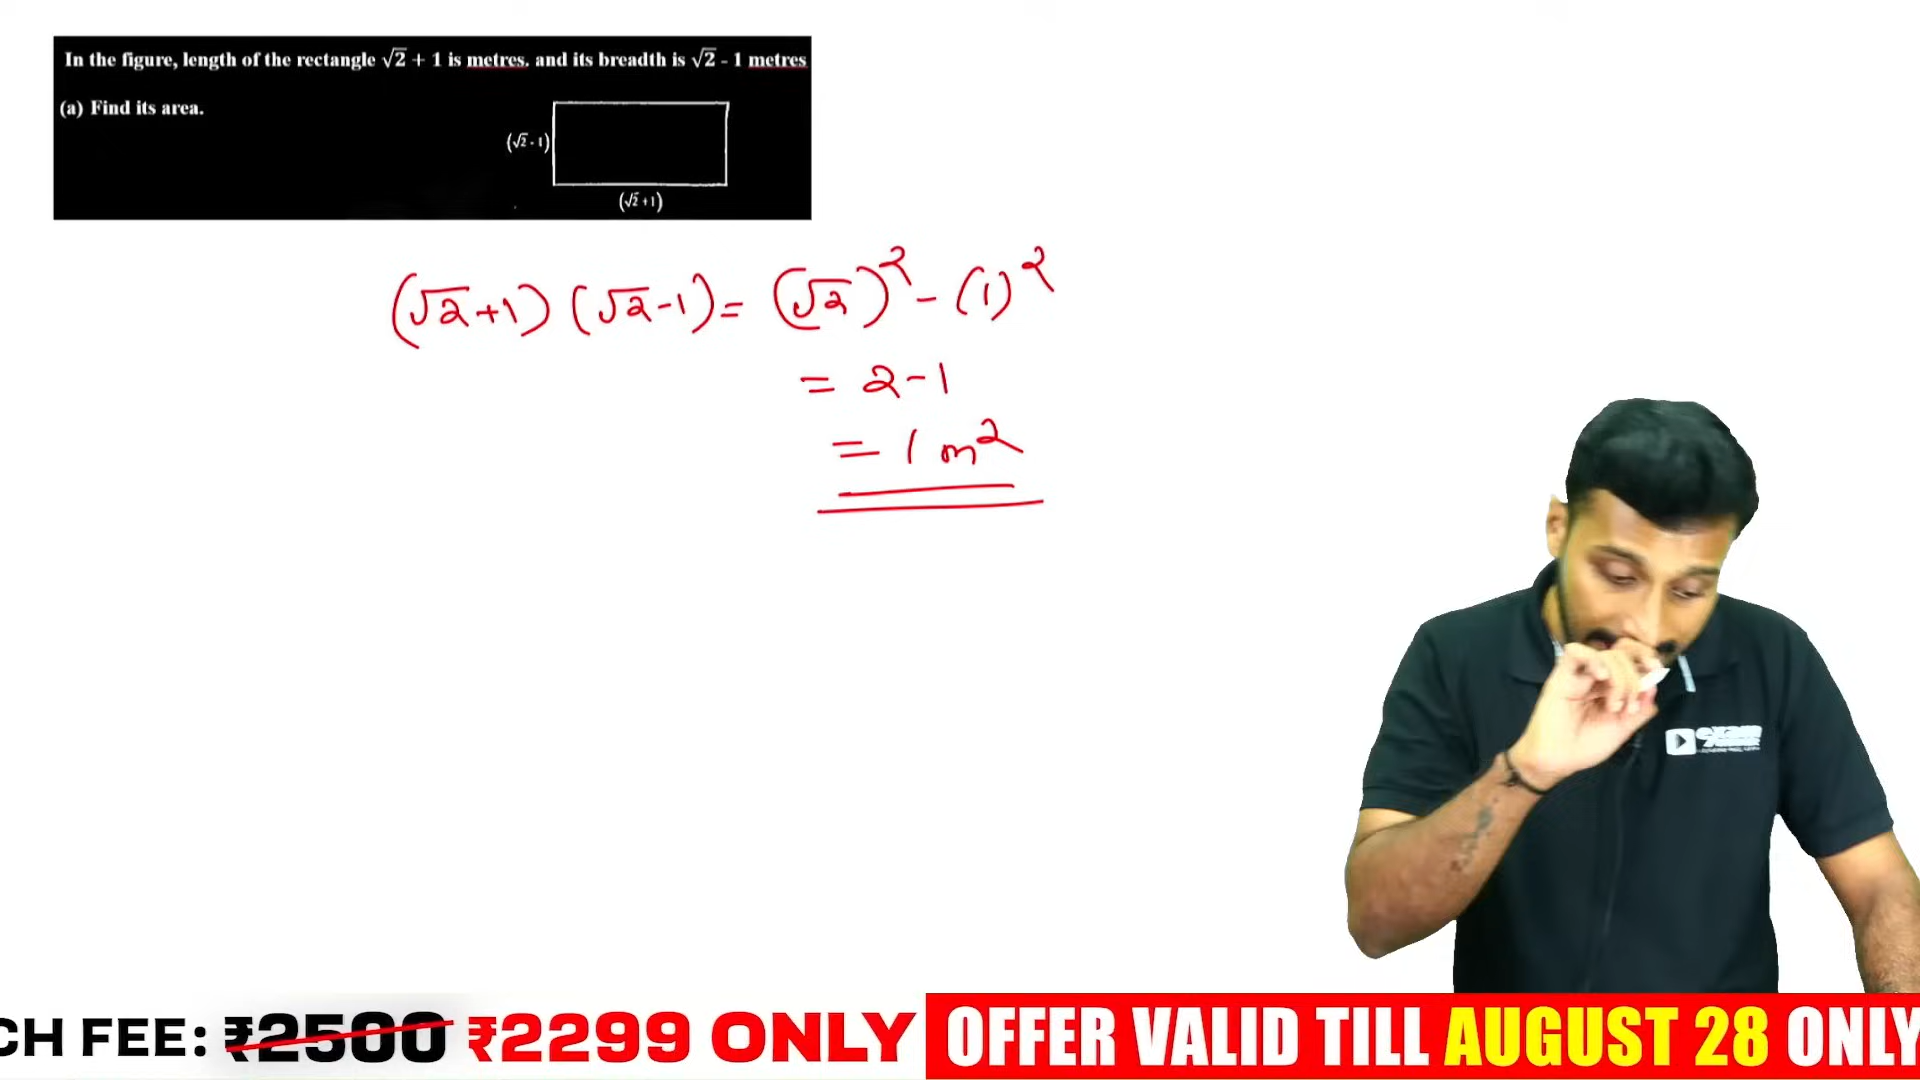 In the figure, length of the rectangle √2 + 1 is metres. and its breadth is √2 - 1 metres
(a) Find its area.
(√2 - 1)
(√2 + 1)
(√2+1) (√2-1) = (√2)² - (1)²
= 2-1
= 1 m²
exam
CH FEE: ₹2500 ₹2299 ONLY OFFER VALID TILL AUGUST 28 ONLY